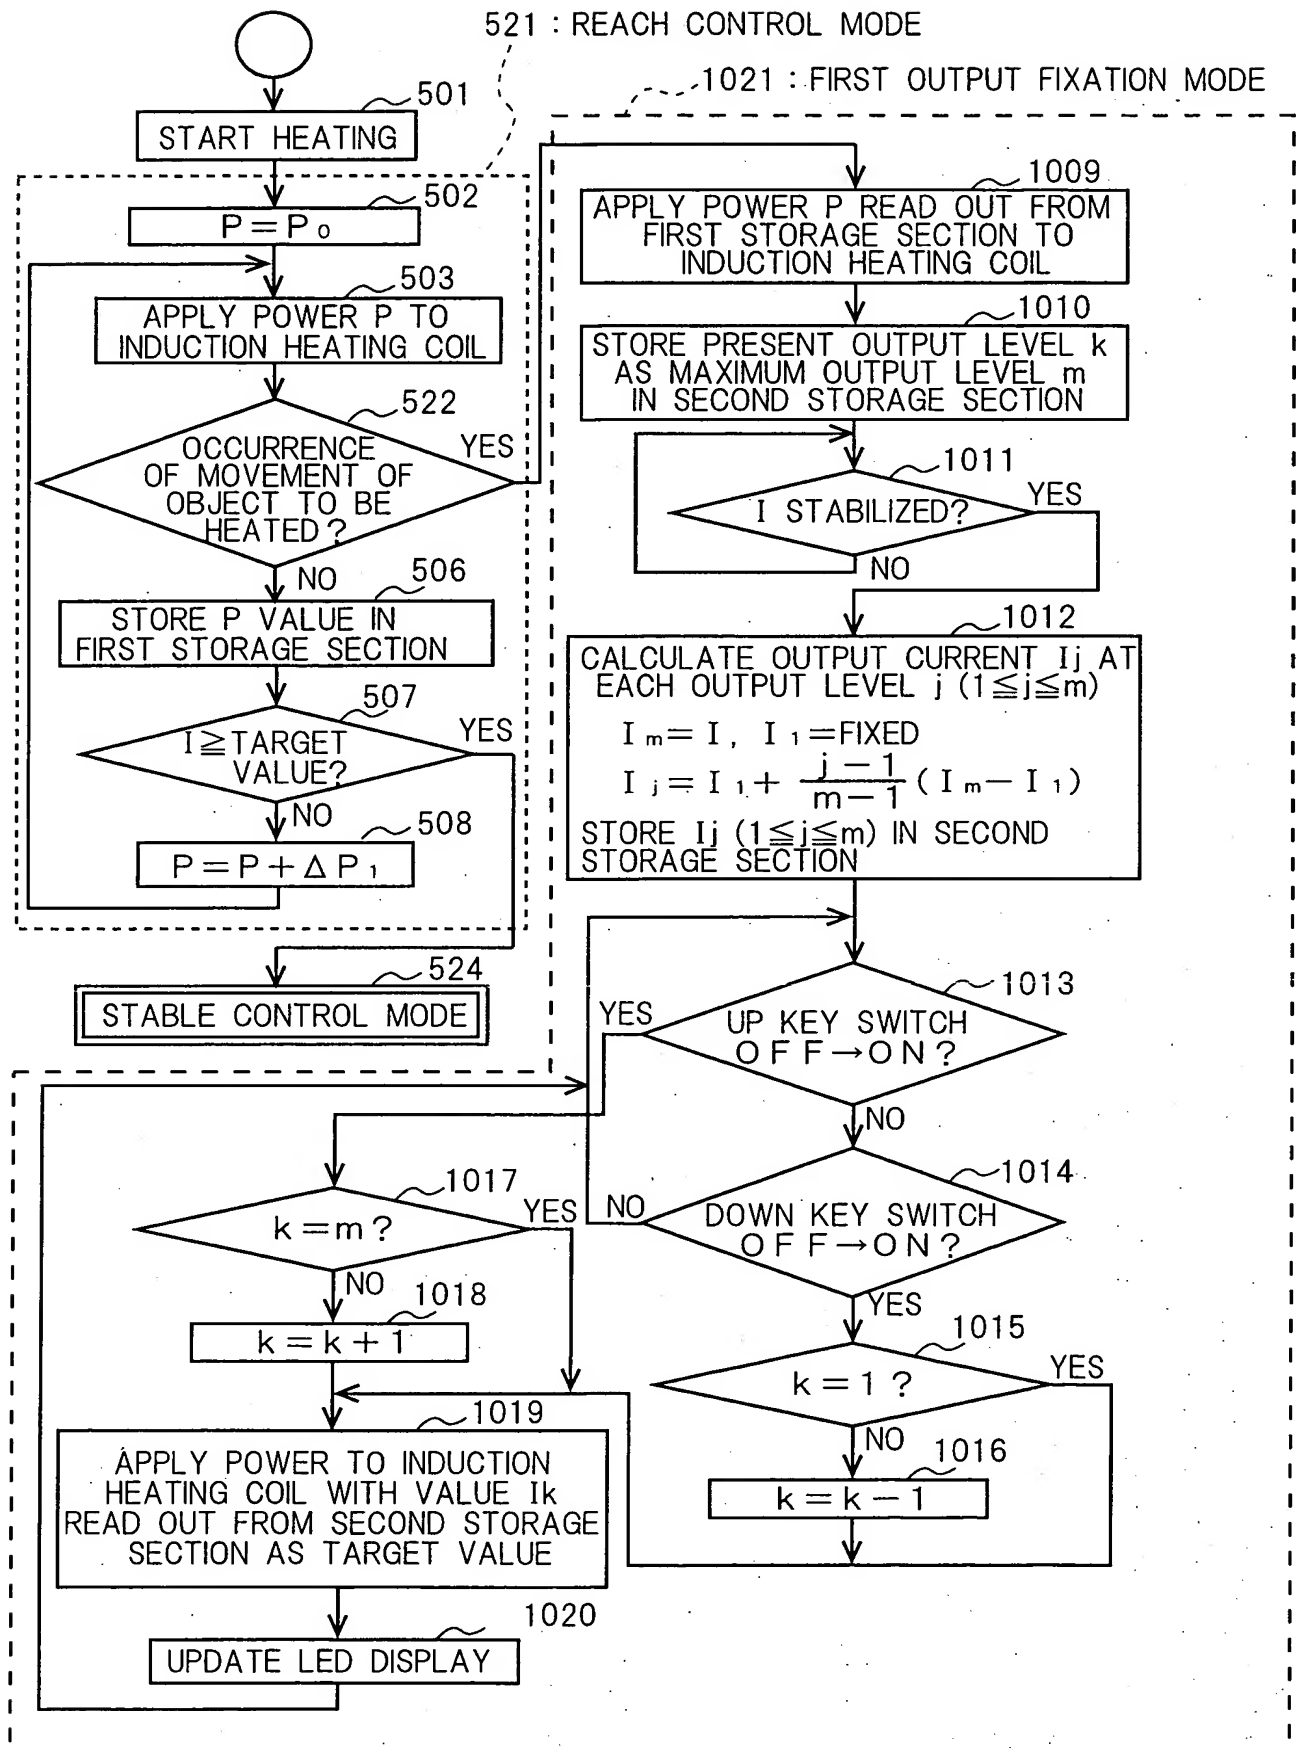 521 : REACH CONTROL MODE
1021 : FIRST OUTPUT FIXATION MODE
501
START HEATING
502
P = P₀
503
APPLY POWER P TO
INDUCTION HEATING COIL
522
OCCURRENCE
OF MOVEMENT OF
OBJECT TO BE
HEATED?
YES
NO
506
STORE P VALUE IN
FIRST STORAGE SECTION
507
I ≧ TARGET
VALUE?
YES
NO
508
P = P + Δ P₁
524
STABLE CONTROL MODE
1009
APPLY POWER P READ OUT FROM
FIRST STORAGE SECTION TO
INDUCTION HEATING COIL
1010
STORE PRESENT OUTPUT LEVEL k
AS MAXIMUM OUTPUT LEVEL m
IN SECOND STORAGE SECTION
1011
I STABILIZED?
YES
NO
1012
CALCULATE OUTPUT CURRENT Ij AT
EACH OUTPUT LEVEL j (1≦j≦m)
I m = I, I 1 = FIXED
I j = I 1 + j - 1 / m - 1 ( I m - I 1 )
STORE Ij (1≦j≦m) IN SECOND
STORAGE SECTION
1013
UP KEY SWITCH
OFF→ON?
YES
NO
1014
DOWN KEY SWITCH
OFF→ON?
NO
YES
1015
k = 1 ?
YES
NO
1016
k = k - 1
1017
k = m ?
YES
NO
1018
k = k + 1
1019
APPLY POWER TO INDUCTION
HEATING COIL WITH VALUE Ik
READ OUT FROM SECOND STORAGE
SECTION AS TARGET VALUE
1020
UPDATE LED DISPLAY